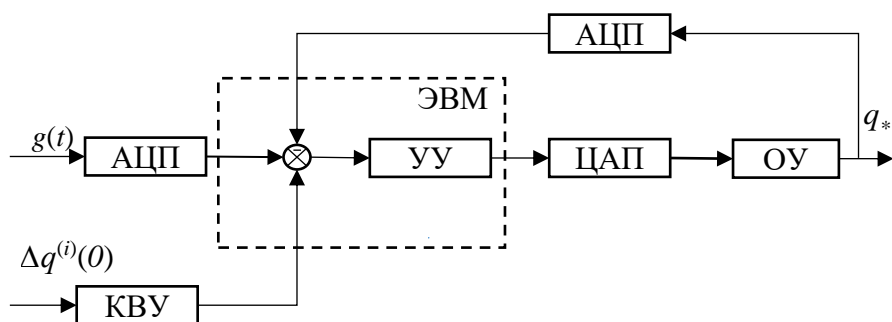 АЦП
ЭВМ
g(t)
q*
АЦП
-
УУ
ЦАП
ОУ
Δq(i)(0)
КВУ